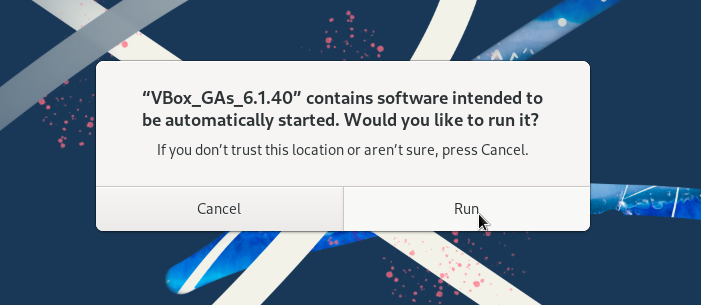 “VBox_GAs_6.1.40” contains software intended to
be automatically started. Would you like to run it?
If you don’t trust this location or aren’t sure, press Cancel.
Cancel
Run